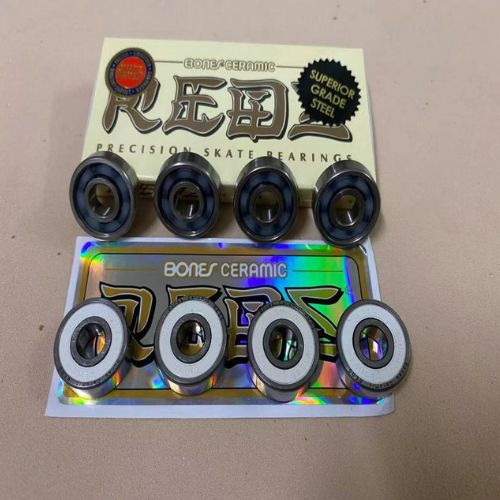 BONES CERAMIC
REDS
SUPERIOR
GRADE
STEEL
PRECISION SKATE BEARINGS
BONES CERAMIC
REDS